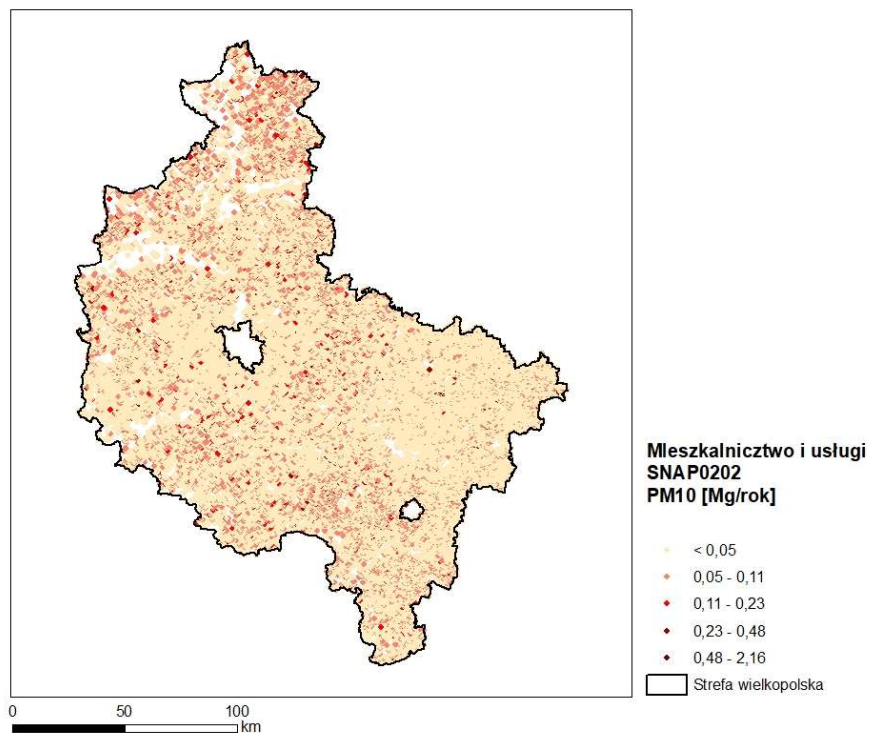 Mieszkalnictwo i usługi
SNAP0202
PM10 [Mg/rok]
< 0,05
0,05 - 0,11
0,11 - 0,23
0,23 - 0,48
0,48 - 2,16
Strefa wielkopolska
0 50 100
km